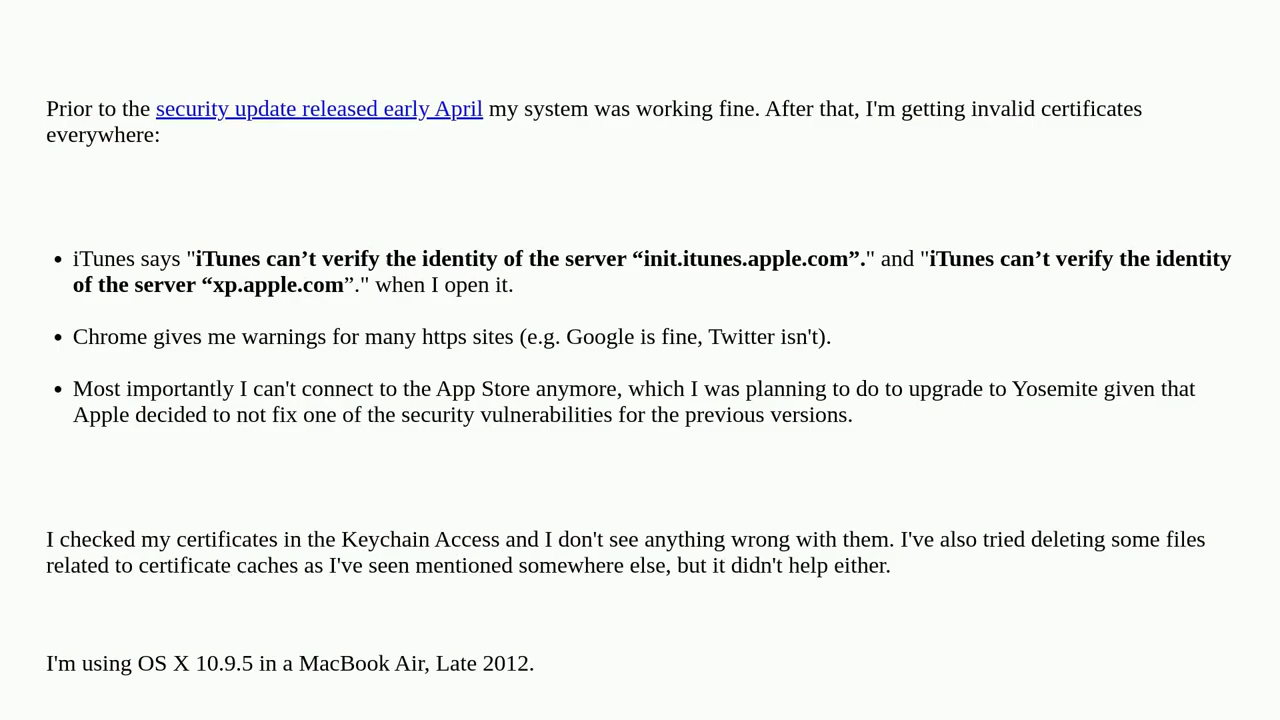 Prior to the security update released early April my system was working fine. After that, I'm getting invalid certificates
everywhere:
• iTunes says "iTunes can’t verify the identity of the server “init.itunes.apple.com”." and "iTunes can’t verify the identity
of the server “xp.apple.com”." when I open it.
• Chrome gives me warnings for many https sites (e.g. Google is fine, Twitter isn't).
• Most importantly I can't connect to the App Store anymore, which I was planning to do to upgrade to Yosemite given that
Apple decided to not fix one of the security vulnerabilities for the previous versions.
I checked my certificates in the Keychain Access and I don't see anything wrong with them. I've also tried deleting some files
related to certificate caches as I've seen mentioned somewhere else, but it didn't help either.
I'm using OS X 10.9.5 in a MacBook Air, Late 2012.